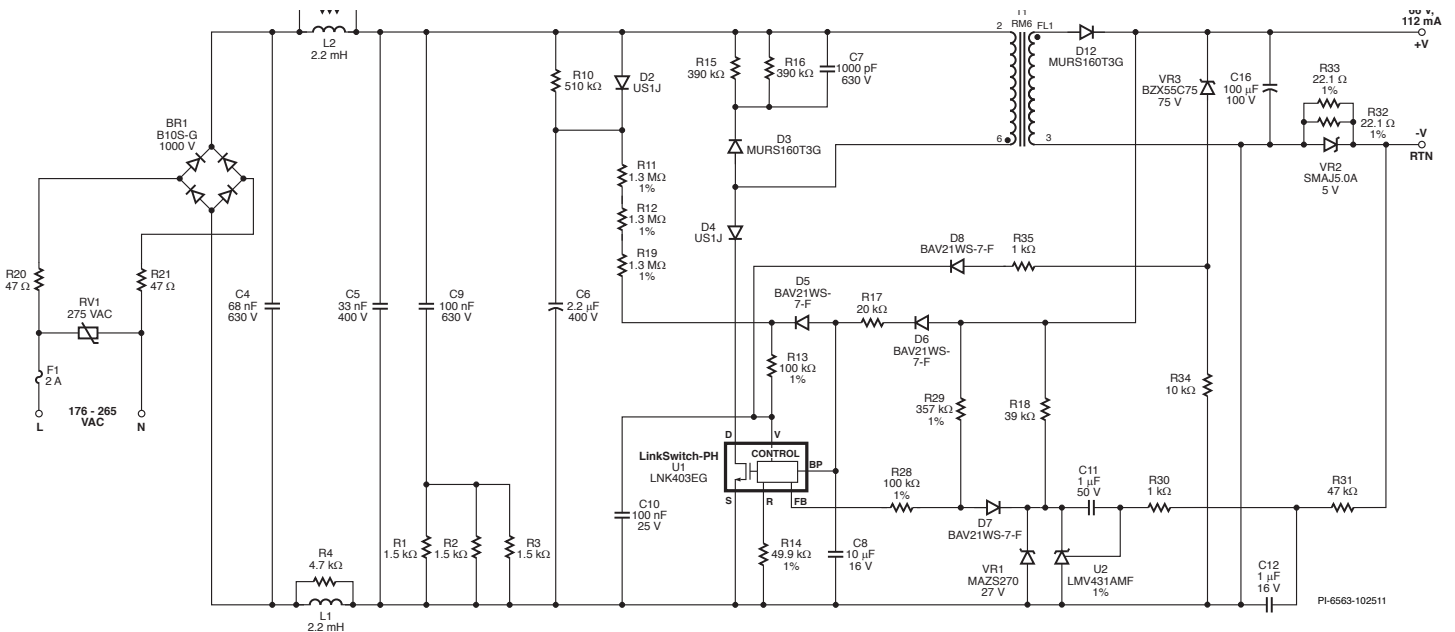 L2
2.2 mH
BR1
B10S-G
1000 V
R20
47 Ω
R21
47 Ω
RV1
275 VAC
F1
2 A
L
176 - 265
VAC
N
C4
68 nF
630 V
C5
33 nF
400 V
C9
100 nF
630 V
R1
1.5 kΩ
R2
1.5 kΩ
R3
1.5 kΩ
R4
4.7 kΩ
L1
2.2 mH
R10
510 kΩ
D2
US1J
R11
1.3 MΩ
1%
R12
1.3 MΩ
1%
R19
1.3 MΩ
1%
C6
2.2 µF
400 V
R15
390 kΩ
R16
390 kΩ
C7
1000 pF
630 V
D3
MURS160T3G
D4
US1J
T1
RM6
2
FL1
6
3
D12
MURS160T3G
VR3
BZX55C75
75 V
C16
100 µF
100 V
R33
22.1 Ω
1%
R32
22.1 Ω
1%
VR2
SMAJ5.0A
5 V
112 mA
+V
-V
RTN
D8
BAV21WS-7-F
R35
1 kΩ
D5
BAV21WS-
7-F
R17
20 kΩ
D6
BAV21WS-
7-F
R13
100 kΩ
1%
R29
357 kΩ
1%
R18
39 kΩ
R34
10 kΩ
LinkSwitch-PH
U1
LNK403EG
D
V
CONTROL
BP
S
R
FB
C10
100 nF
25 V
R14
49.9 kΩ
1%
C8
10 µF
16 V
R28
100 kΩ
1%
D7
BAV21WS-7-F
VR1
MAZS270
27 V
U2
LMV431AMF
1%
C11
1 µF
50 V
R30
1 kΩ
R31
47 kΩ
C12
1 µF
16 V
PI-6563-102511